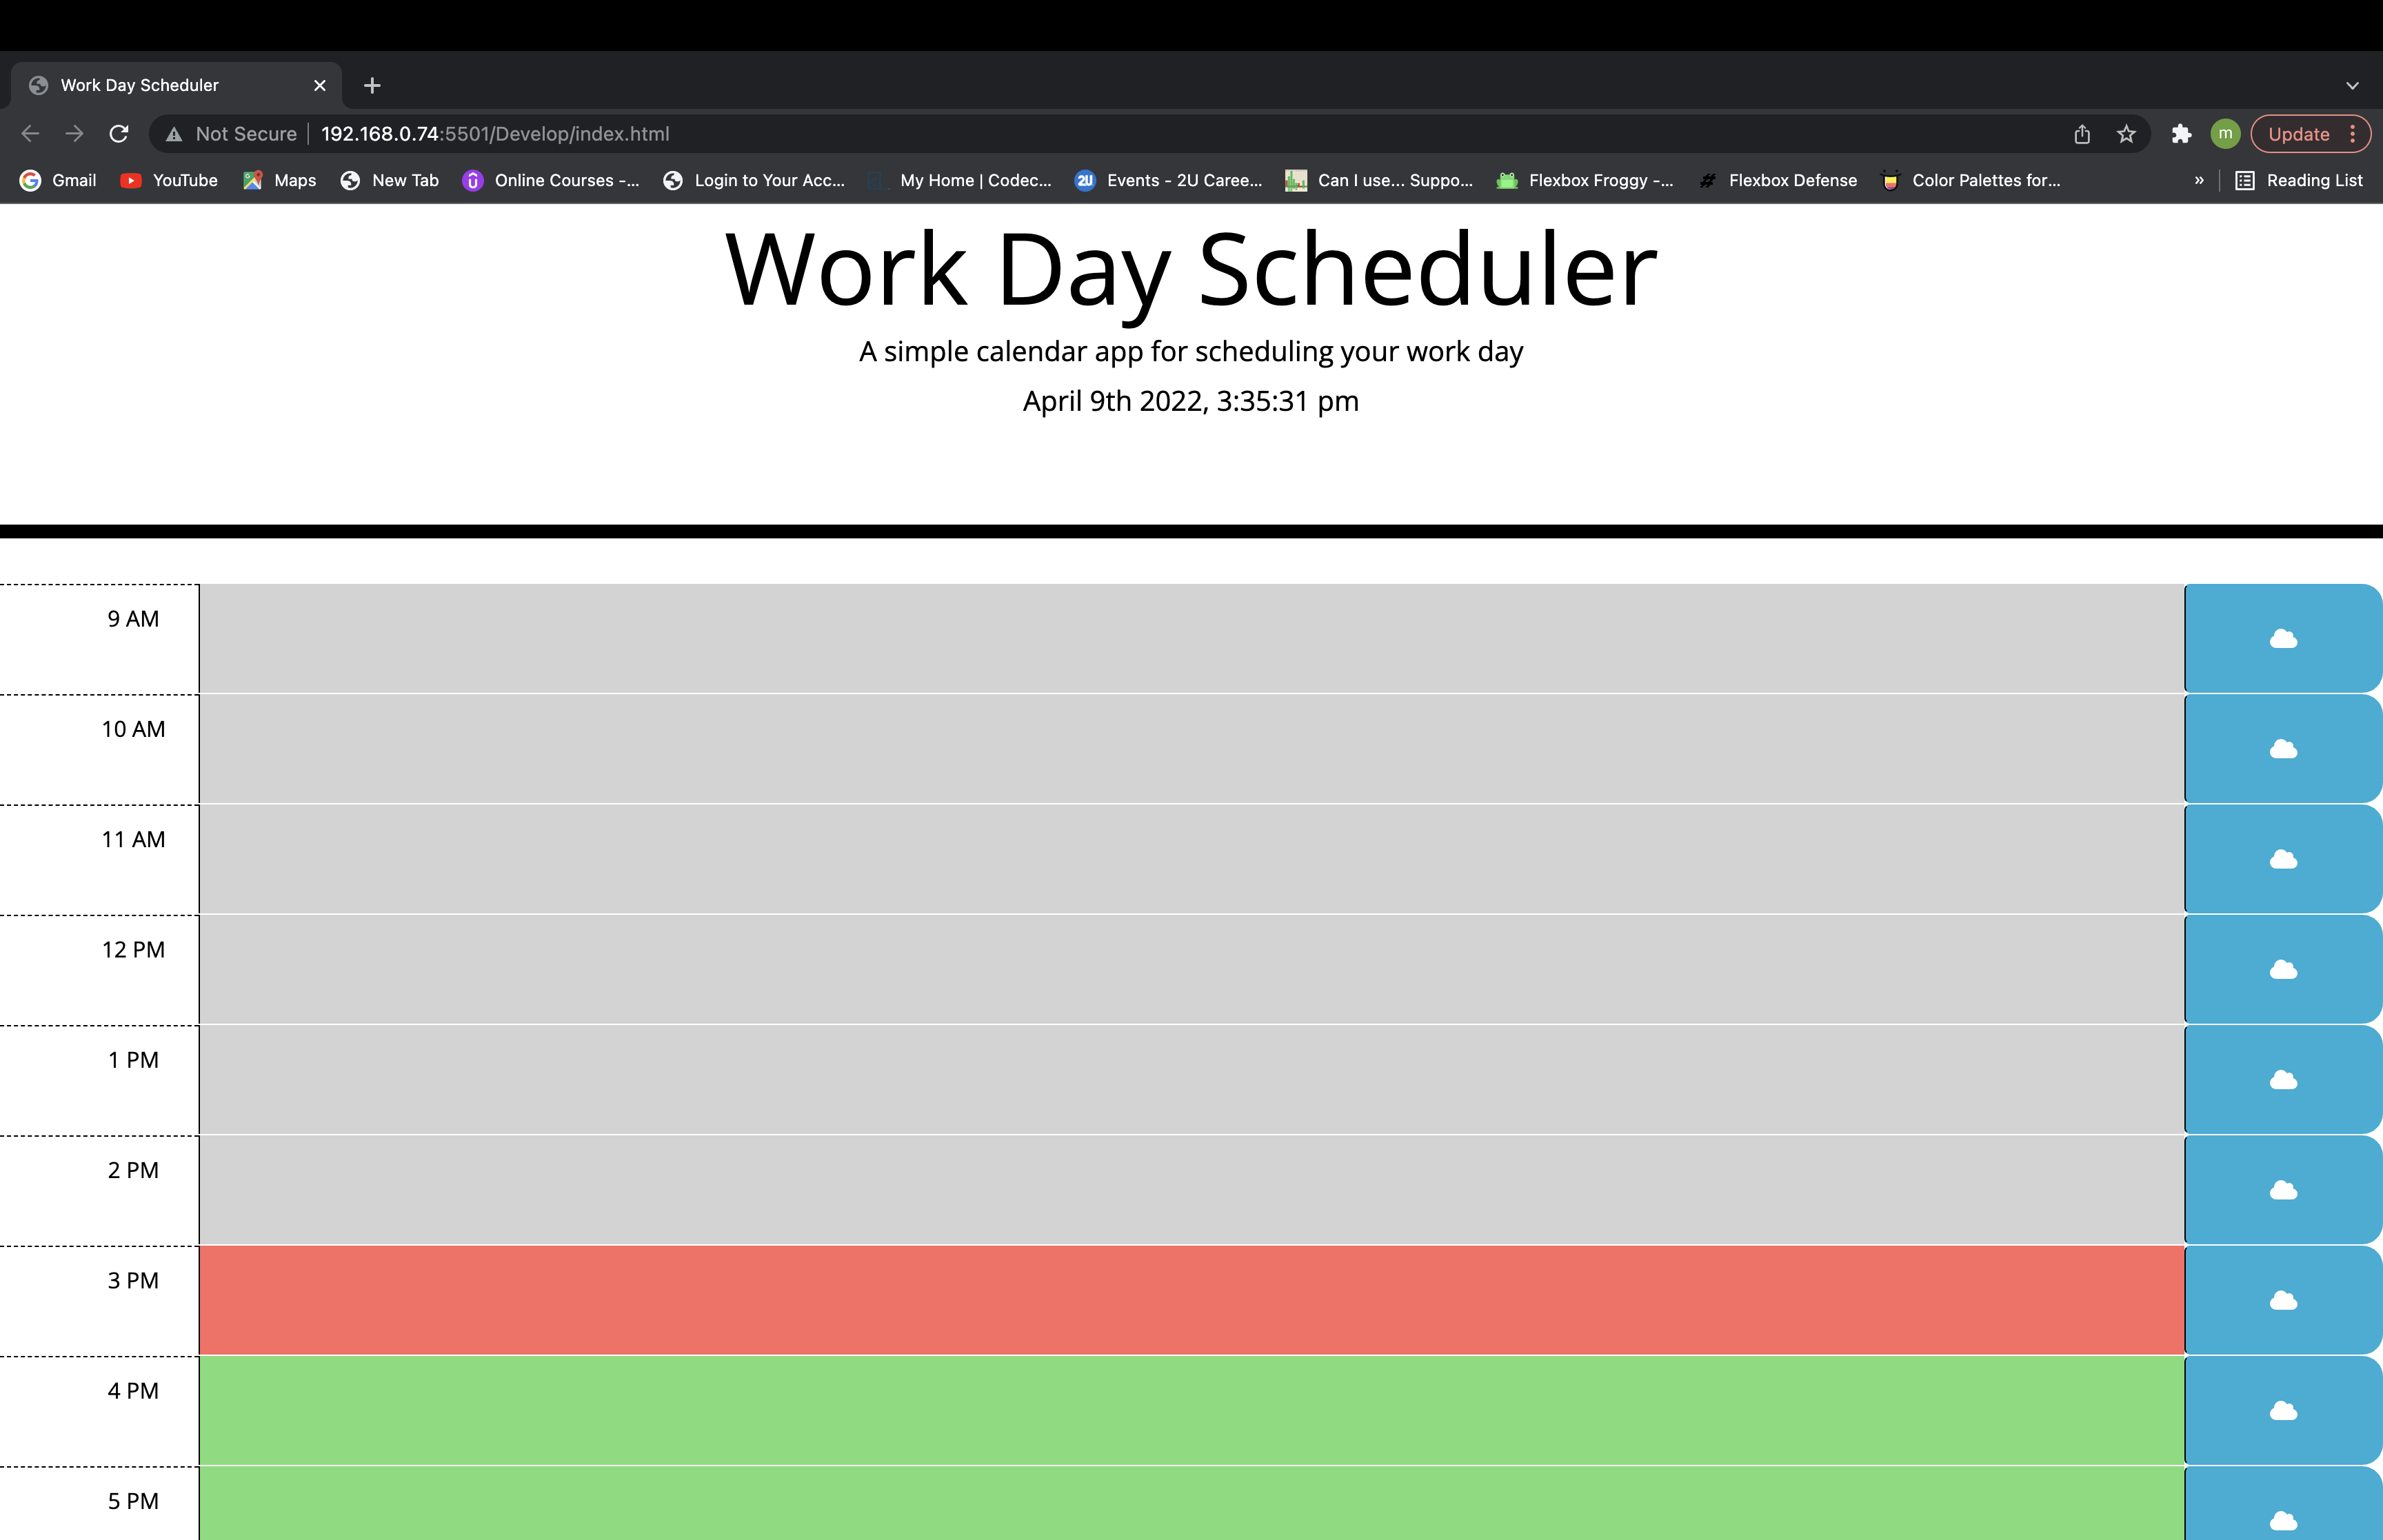 Work Day Scheduler
Not Secure 192.168.0.74:5501/Develop/index.html m Update
Gmail YouTube Maps New Tab Online Courses -... Login to Your Acc... My Home | Codec... 2U Events - 2U Caree... Can I use... Suppo... Flexbox Froggy -... Flexbox Defense Color Palettes for... » Reading List
Work Day Scheduler
A simple calendar app for scheduling your work day
April 9th 2022, 3:35:31 pm
9 AM
10 AM
11 AM
12 PM
1 PM
2 PM
3 PM
4 PM
5 PM